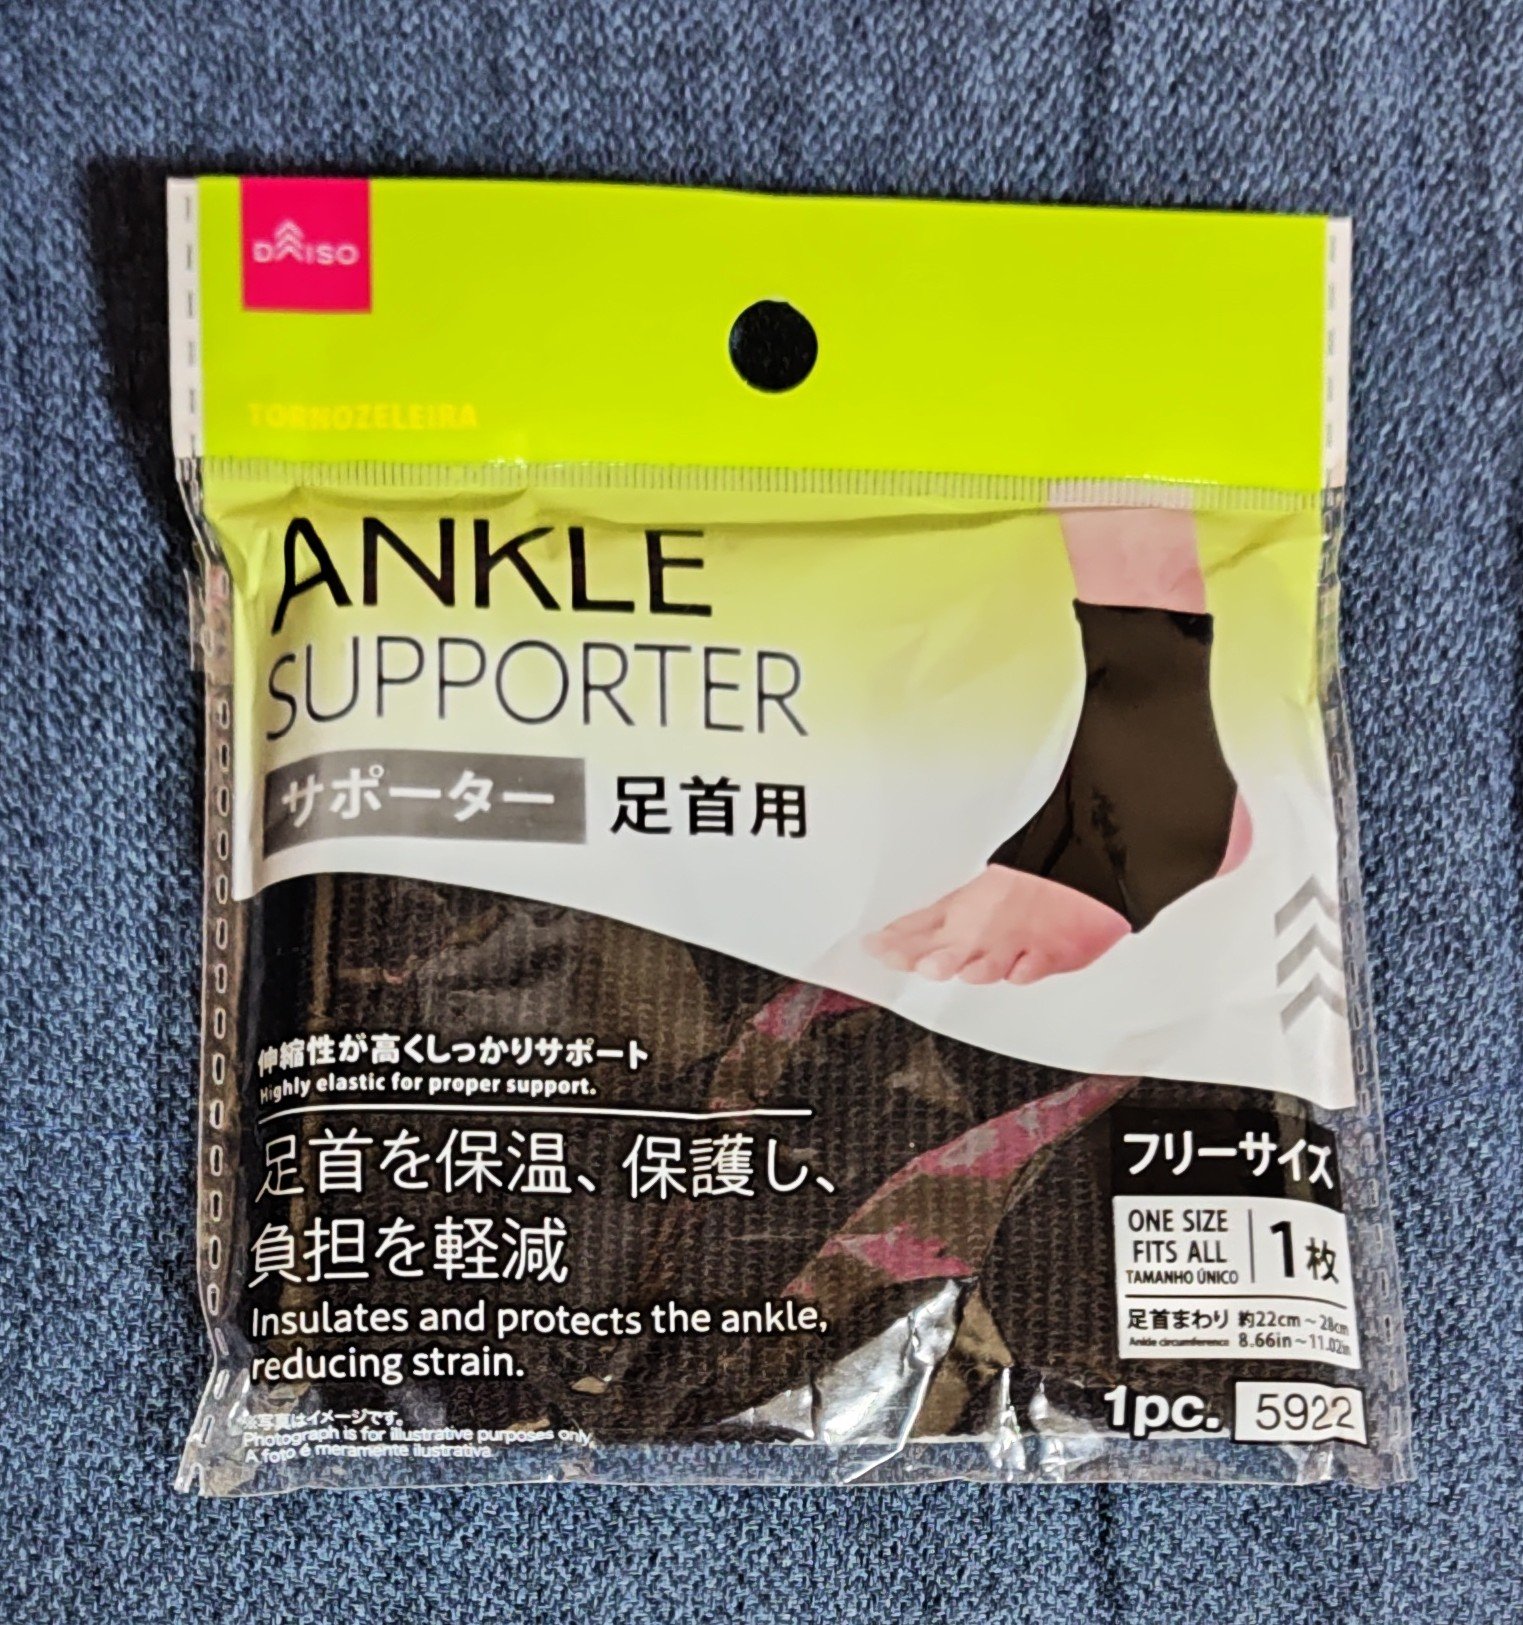 DAISO
TORNOZELEIRA
ANKLE
SUPPORTER
サポーター 足首用
伸縮性が高くしっかりサポート
Highly elastic for proper support.
足首を保温、保護し、
負担を軽減
Insulates and protects the ankle,
reducing strain.
※写真はイメージです。
Photograph is for illustrative purposes only.
A foto é meramente ilustrativa.
フリーサイズ
ONE SIZE
FITS ALL
TAMANHO ÚNICO
1枚
足首まわり 約22cm~28cm
Ankle circumference 8.66in~11.02in
1pc. 5922